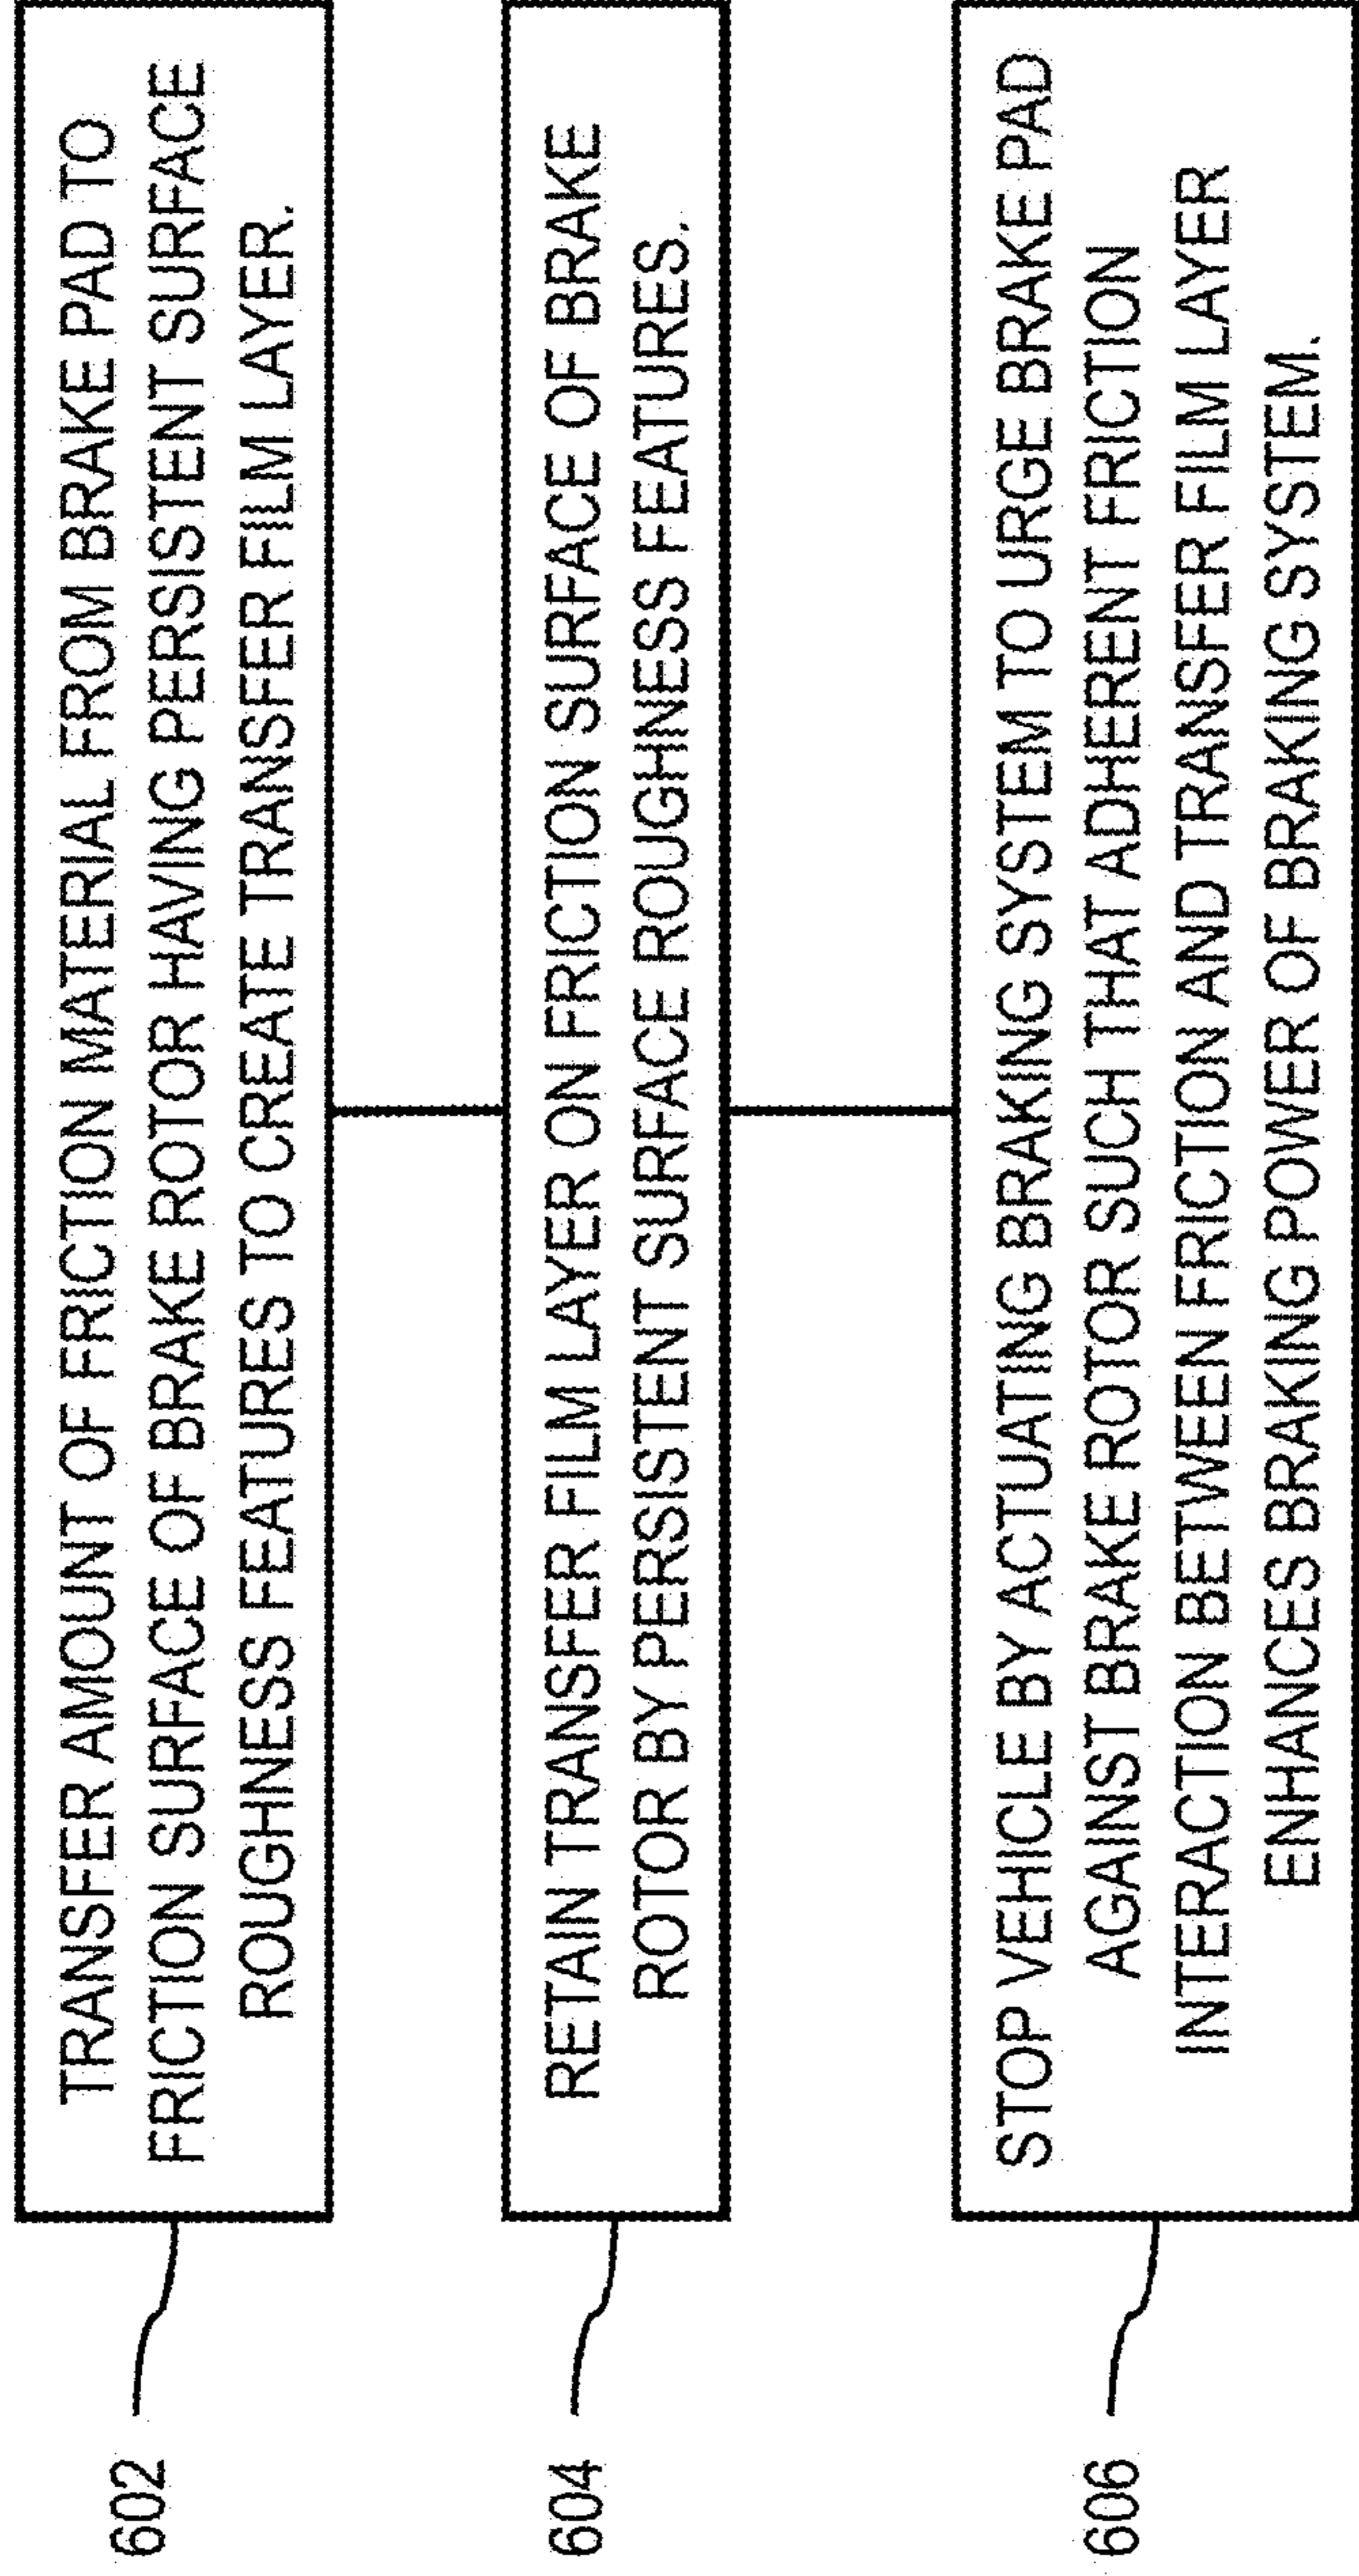 602
TRANSFER AMOUNT OF FRICTION MATERIAL FROM BRAKE PAD TO
FRICTION SURFACE OF BRAKE ROTOR HAVING PERSISTENT SURFACE
ROUGHNESS FEATURES TO CREATE TRANSFER FILM LAYER.
604
RETAIN TRANSFER FILM LAYER ON FRICTION SURFACE OF BRAKE
ROTOR BY PERSISTENT SURFACE ROUGHNESS FEATURES.
606
STOP VEHICLE BY ACTUATING BRAKING SYSTEM TO URGE BRAKE PAD
AGAINST BRAKE ROTOR SUCH THAT ADHERENT FRICTION
INTERACTION BETWEEN FRICTION AND TRANSFER FILM LAYER
ENHANCES BRAKING POWER OF BRAKING SYSTEM.